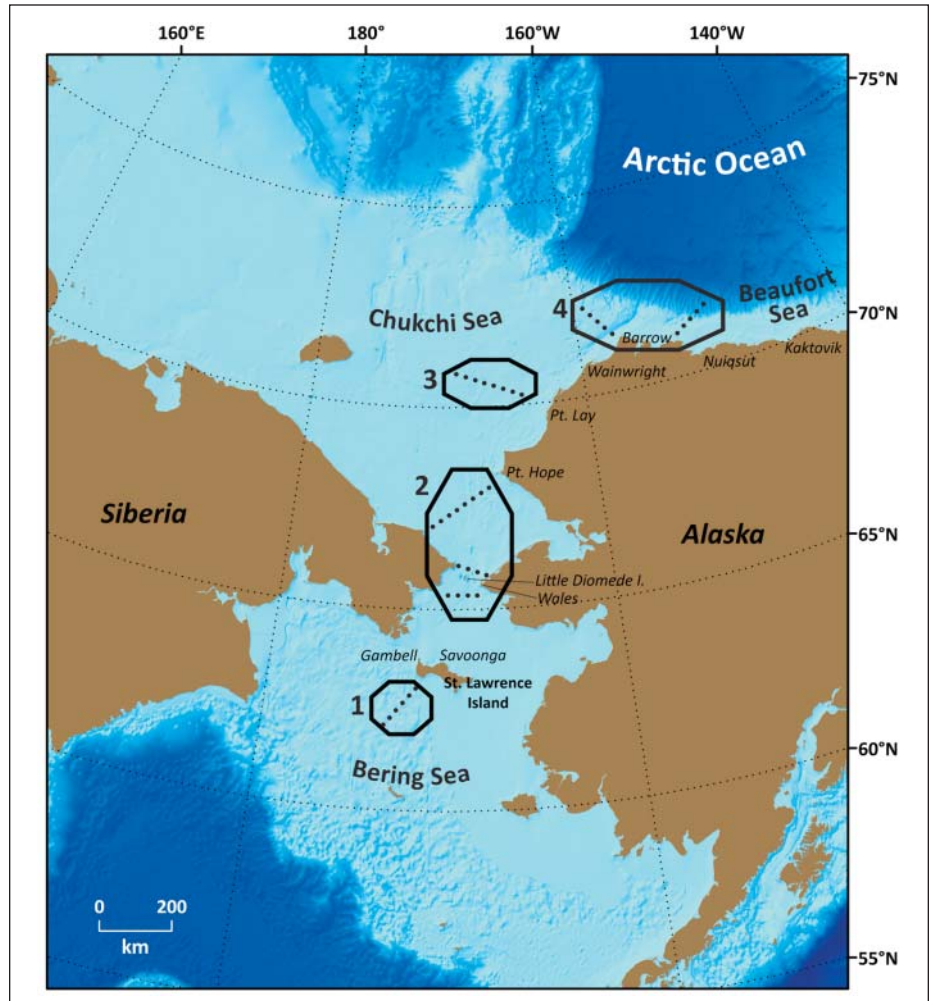 160°E 180° 160°W 140°W
75°N
Arctic Ocean
Beaufort
Sea
4
Chukchi Sea
Barrow
70°N
Kaktovik
Nuiqsut
Wainwright
3
Pt. Lay
Pt. Hope
2
Siberia
Alaska
65°N
Little Diomede I.
Wales
Gambell Savoonga
St. Lawrence
Island
1
60°N
Bering Sea
0 200
km
55°N